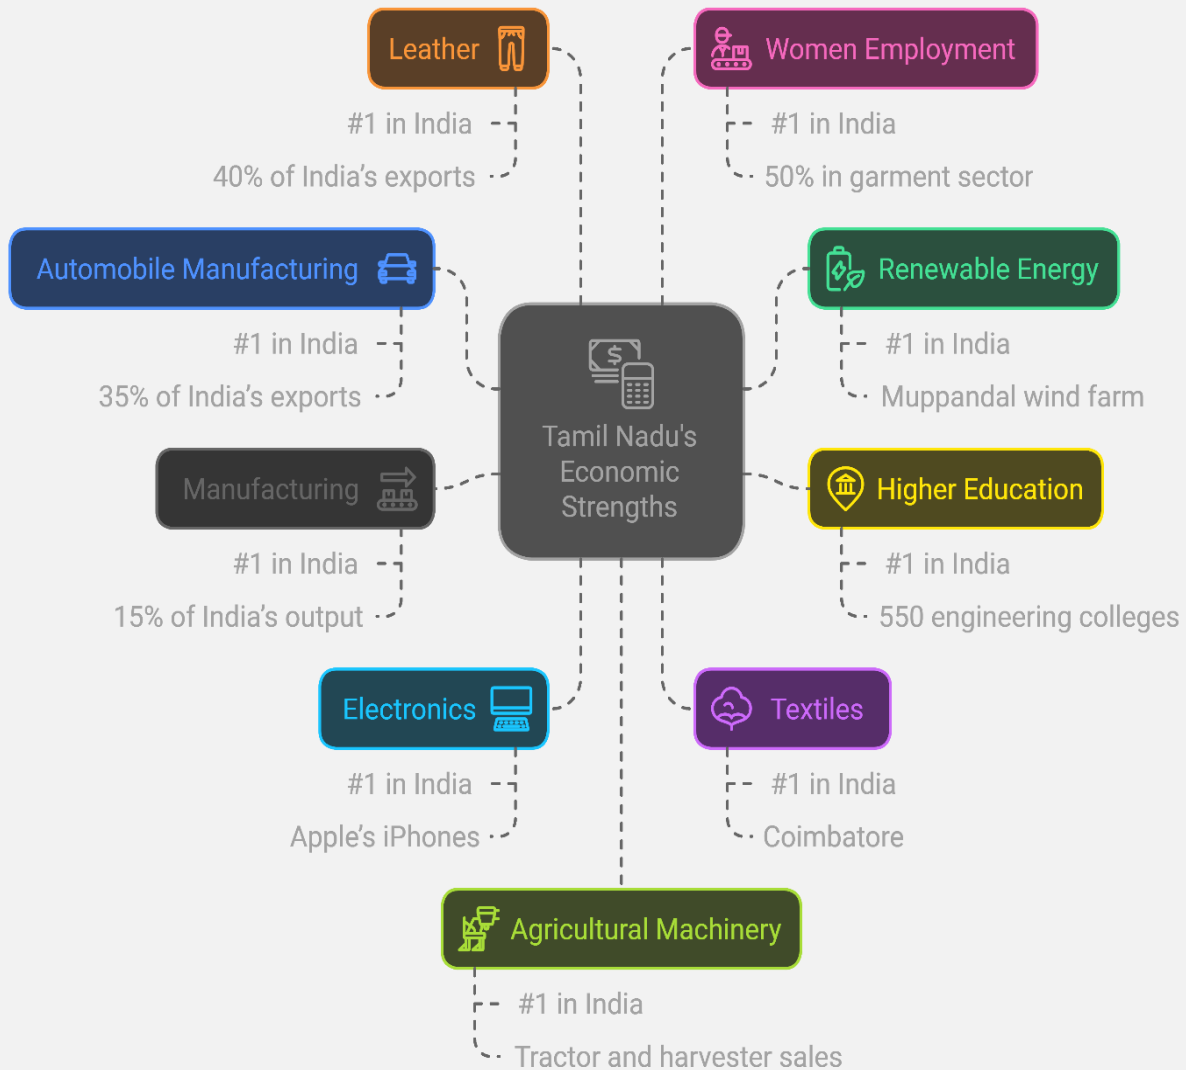 Leather
#1 in India
40% of India’s exports
Women Employment
#1 in India
50% in garment sector
Automobile Manufacturing
#1 in India
35% of India’s exports
Renewable Energy
#1 in India
Muppandal wind farm
$
Tamil Nadu's
Economic
Strengths
Manufacturing
#1 in India
15% of India’s output
Higher Education
#1 in India
550 engineering colleges
Electronics
#1 in India
Apple’s iPhones
Textiles
#1 in India
Coimbatore
Agricultural Machinery
#1 in India
Tractor and harvester sales